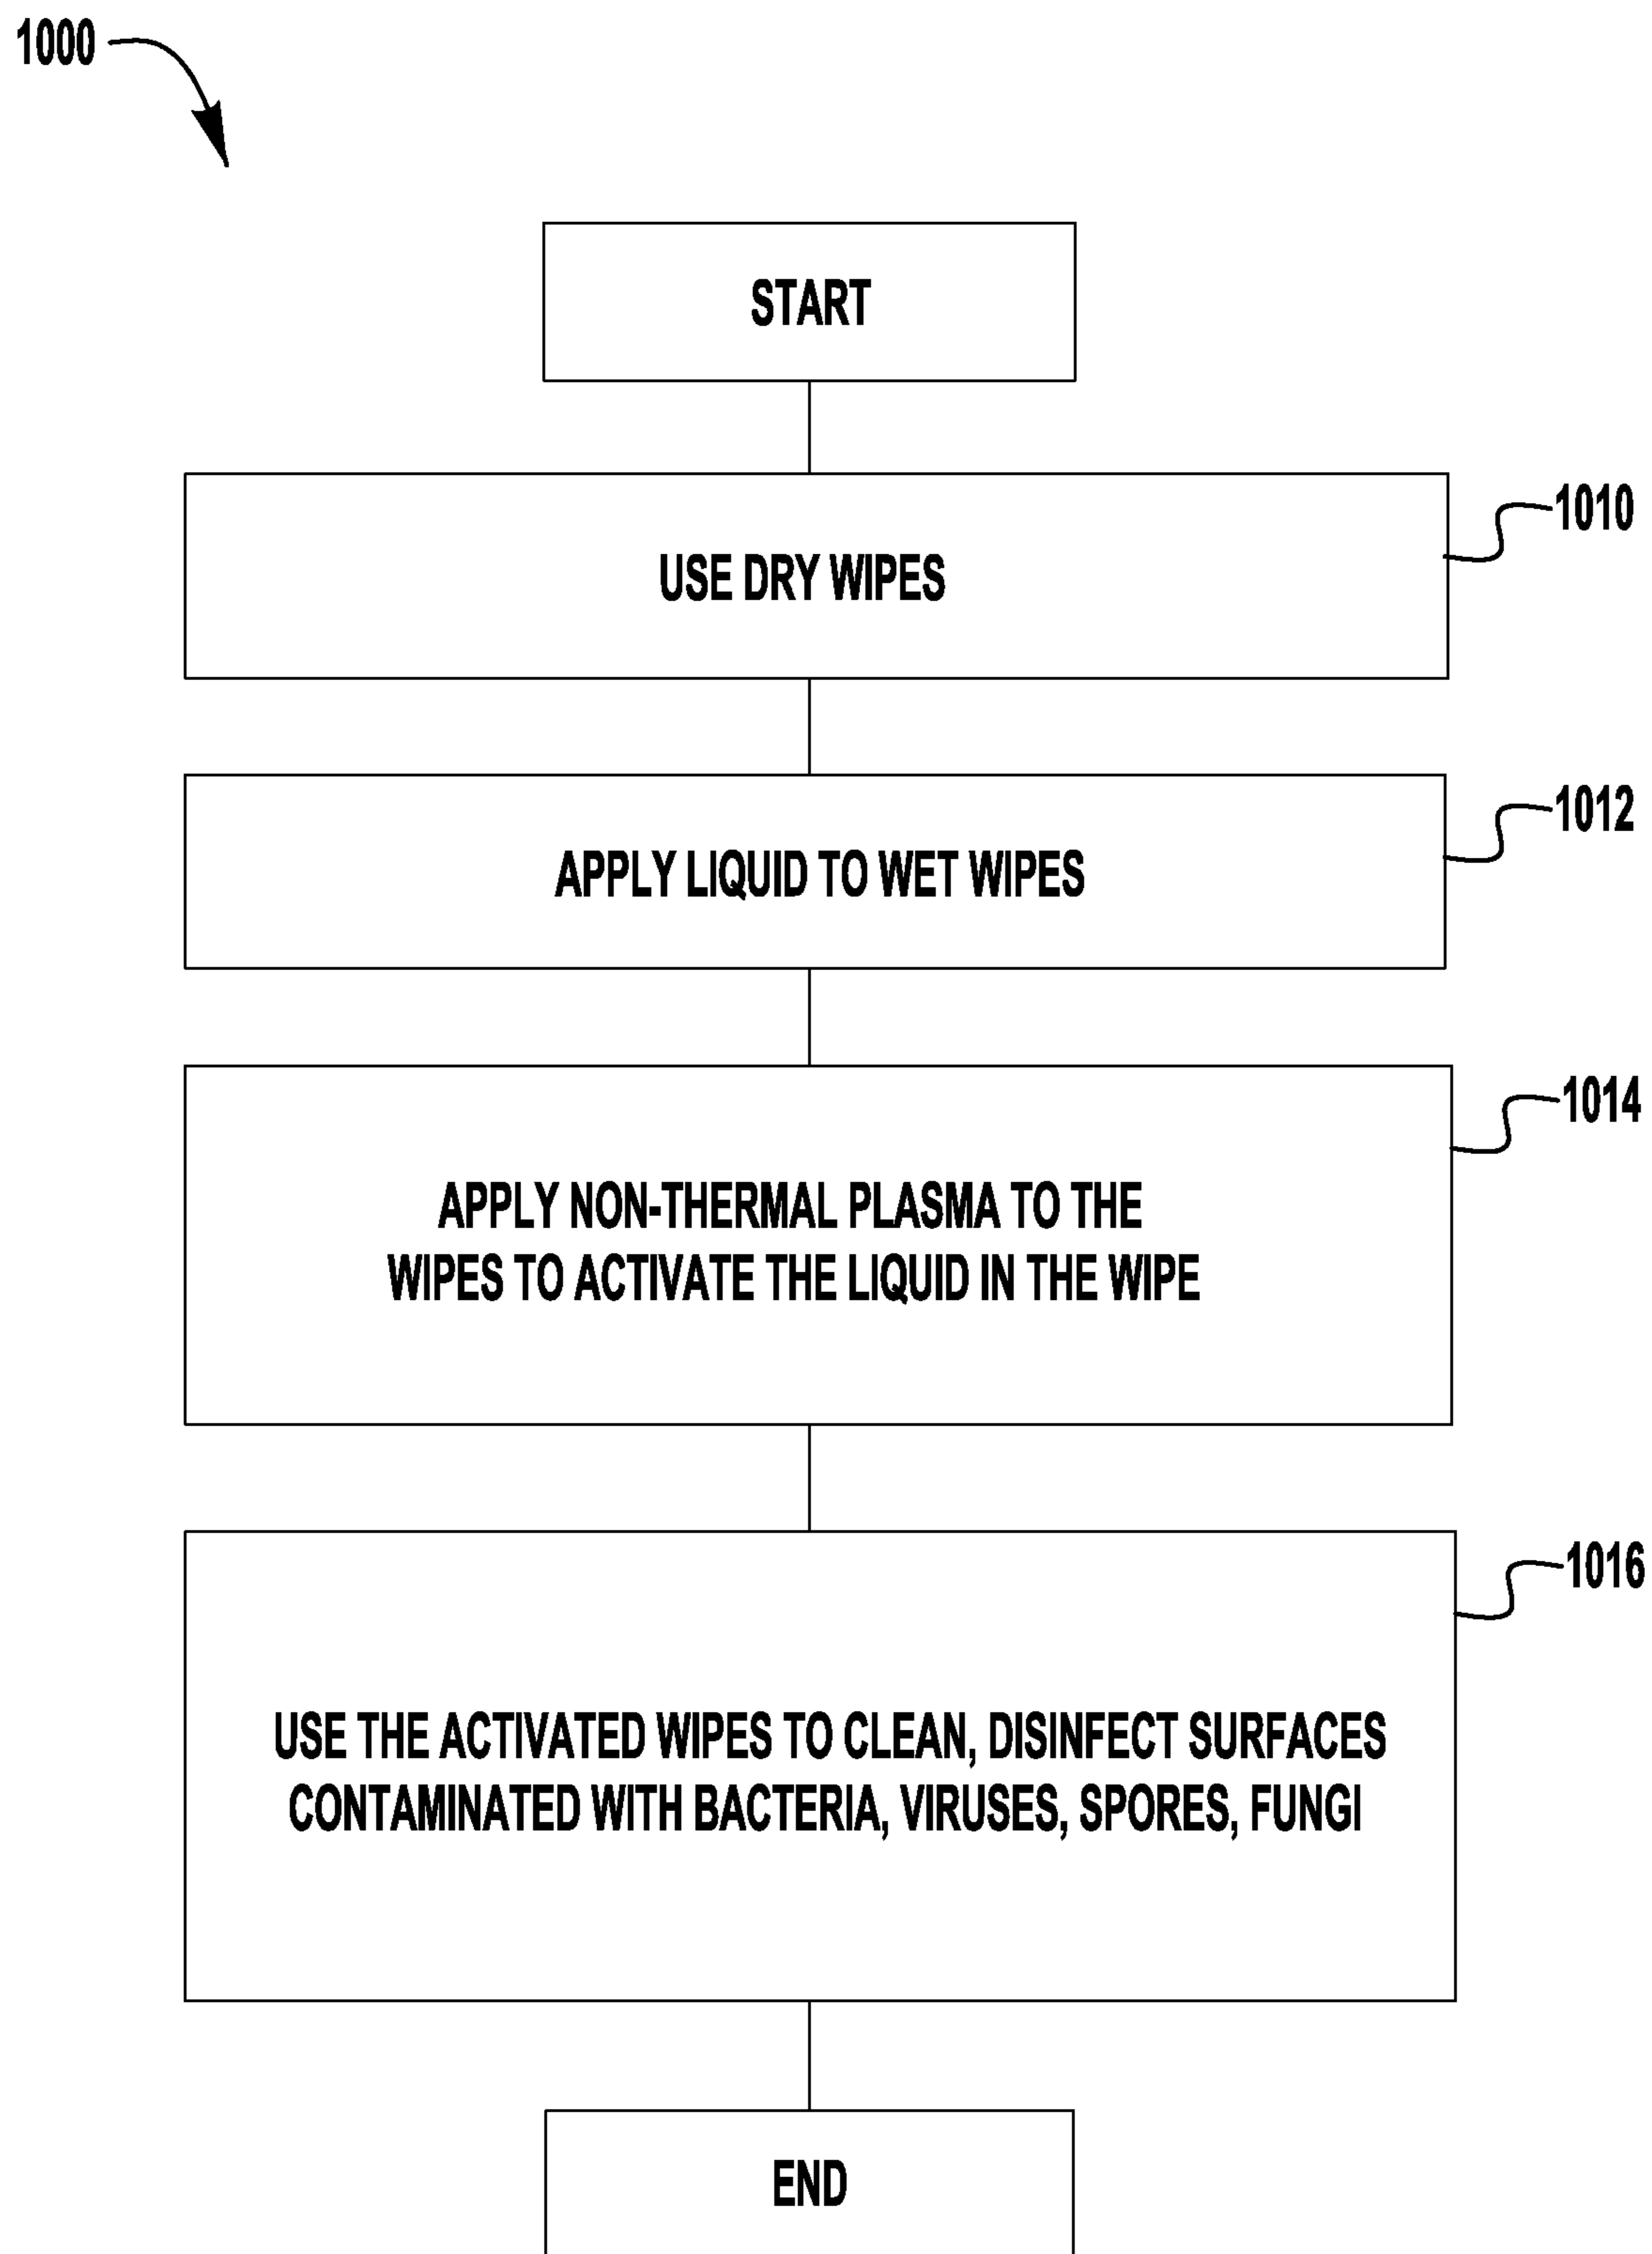 1000
START
1010
USE DRY WIPES
1012
APPLY LIQUID TO WET WIPES
1014
APPLY NON-THERMAL PLASMA TO THE
WIPES TO ACTIVATE THE LIQUID IN THE WIPE
1016
USE THE ACTIVATED WIPES TO CLEAN, DISINFECT SURFACES
CONTAMINATED WITH BACTERIA, VIRUSES, SPORES, FUNGI
END